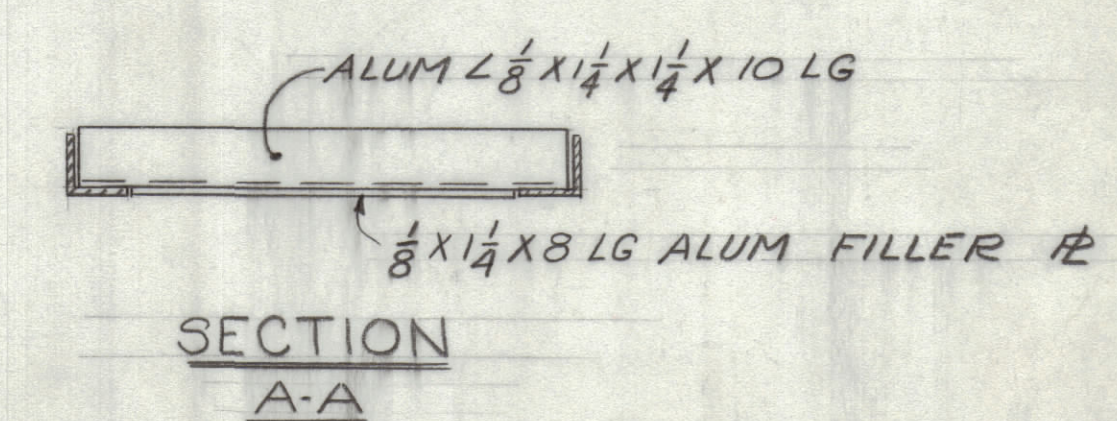 ALUM ∠ 1/8 X 1 1/4 X 1 1/4 X 10 LG
1/8 X 1 1/4 X 8 LG ALUM FILLER ℄
SECTION
A-A